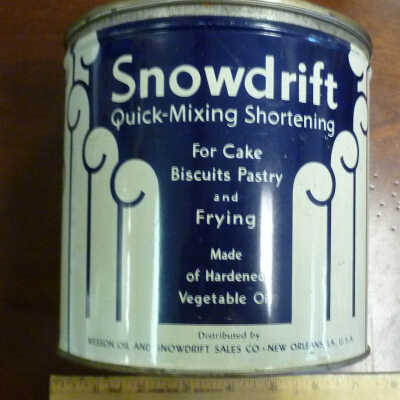 Snowdrift
Quick-Mixing Shortening
For Cake
Biscuits Pastry
and
Frying
Made
of Hardened
Vegetable Oil
Distributed by
WESSON OIL AND SNOWDRIFT SALES CO • NEW ORLEANS, LA, U.S.A.